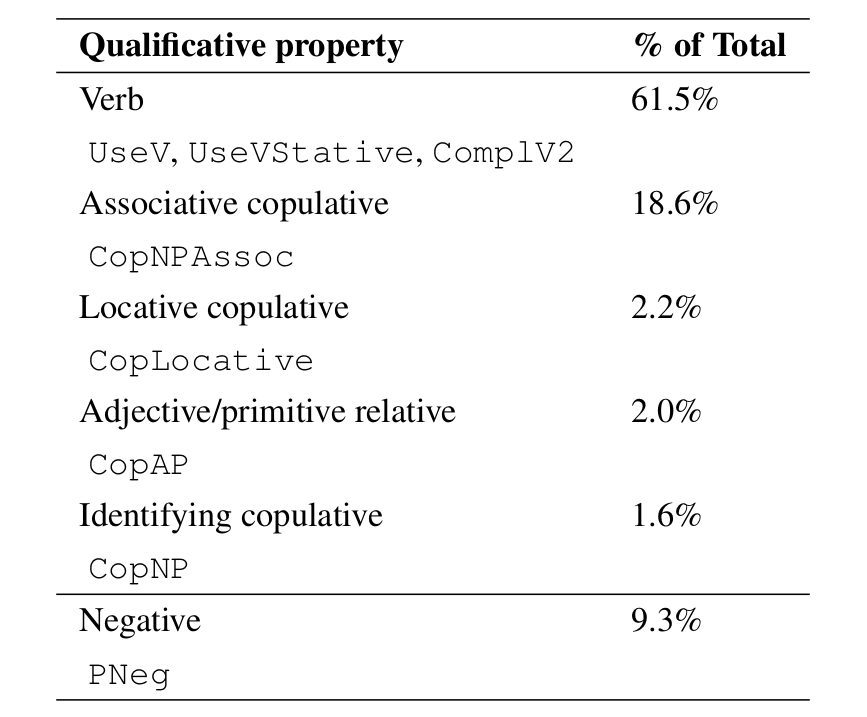 Qualificative property % of Total
Verb 61.5%
UseV, UseVStative, ComplV2
Associative copulative 18.6%
CopNPAssoc
Locative copulative 2.2%
CopLocative
Adjective/primitive relative 2.0%
CopAP
Identifying copulative 1.6%
CopNP
Negative 9.3%
PNeg